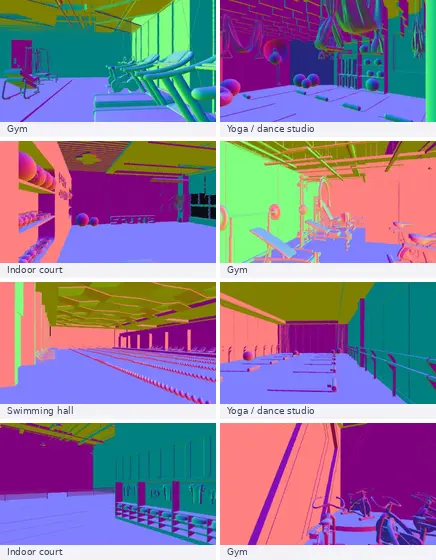 Gym
Yoga / dance studio
Indoor court
Gym
Swimming hall
Yoga / dance studio
Indoor court
Gym